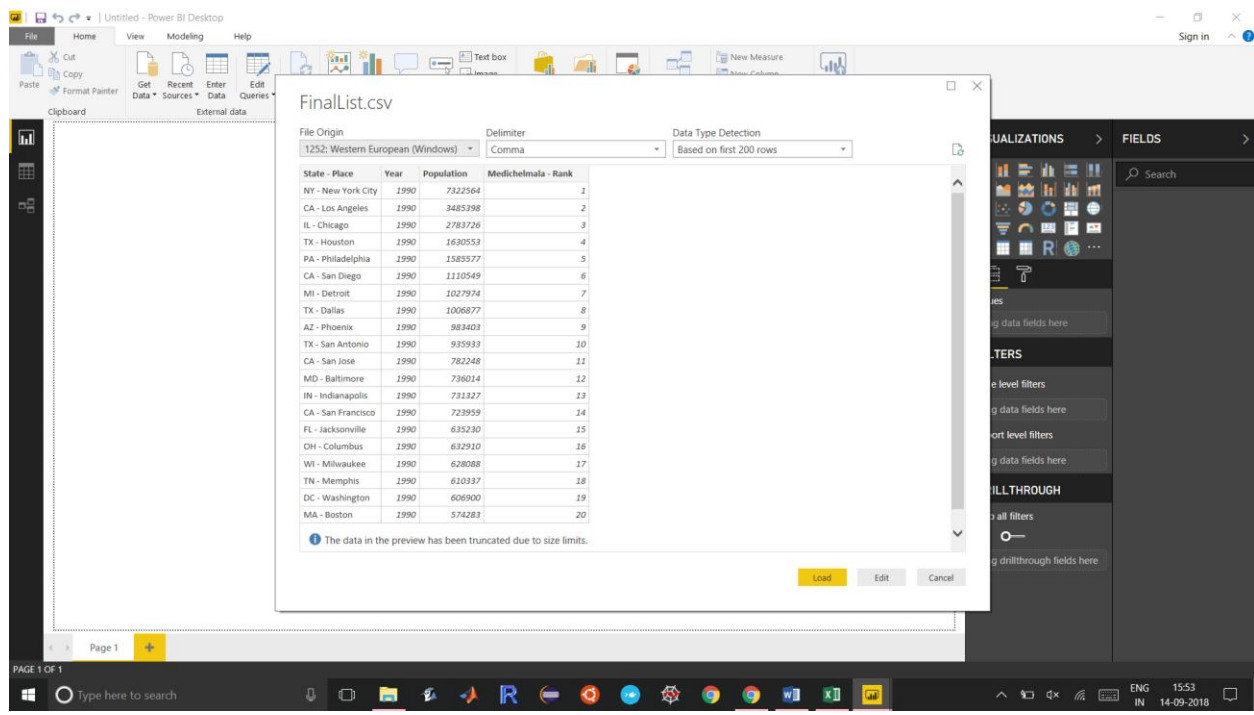 Untitled - Power BI Desktop
File Home View Modeling Help Sign in
Paste
Cut
Copy
Format Painter
Clipboard
Get Data
Recent Sources
Enter Data
Edit Queries
External data
Text box
New Measure
FinalList.csv
File Origin
1252: Western European (Windows)
Delimiter
Comma
Data Type Detection
Based on first 200 rows
State - Place Year Population Medichelmala - Rank
NY - New York City 1990 7322564 1
CA - Los Angeles 1990 3485398 2
IL - Chicago 1990 2783726 3
TX - Houston 1990 1630553 4
PA - Philadelphia 1990 1585577 5
CA - San Diego 1990 1110549 6
MI - Detroit 1990 1027974 7
TX - Dallas 1990 1006877 8
AZ - Phoenix 1990 983403 9
TX - San Antonio 1990 935933 10
CA - San Jose 1990 782248 11
MD - Baltimore 1990 736014 12
IN - Indianapolis 1990 731327 13
CA - San Francisco 1990 723959 14
FL - Jacksonville 1990 635230 15
OH - Columbus 1990 632910 16
WI - Milwaukee 1990 628088 17
TN - Memphis 1990 610337 18
DC - Washington 1990 606900 19
MA - Boston 1990 574283 20
The data in the preview has been truncated due to size limits.
Load Edit Cancel
UALIZATIONS
FIELDS
Search
R
ues
g data fields here
TERS
e level filters
g data fields here
ort level filters
g data fields here
ILLTHROUGH
all filters
g drillthrough fields here
Page 1
PAGE 1 OF 1
Type here to search
ENG
IN
15:53
14-09-2018